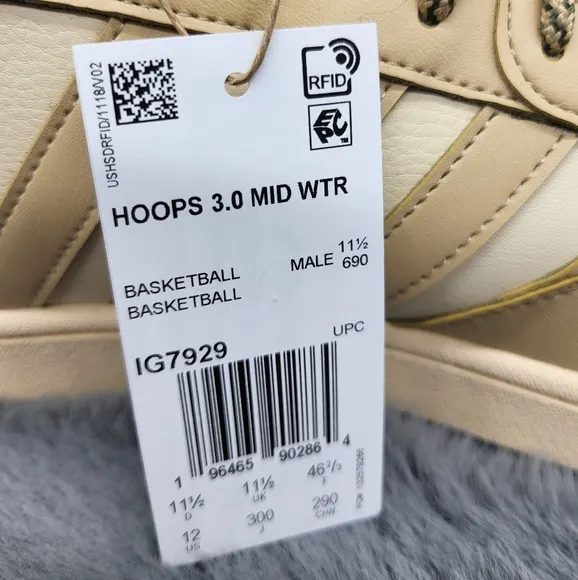 USHSDRFID/1118/V02
RFID
EPC™
HOOPS 3.0 MID WTR
BASKETBALL
BASKETBALL
MALE 11½
690
UPC
IG7929
1 96465 90286 4
11½ 11½ 46²/₃
D UK F
12 300 290
US J CHN